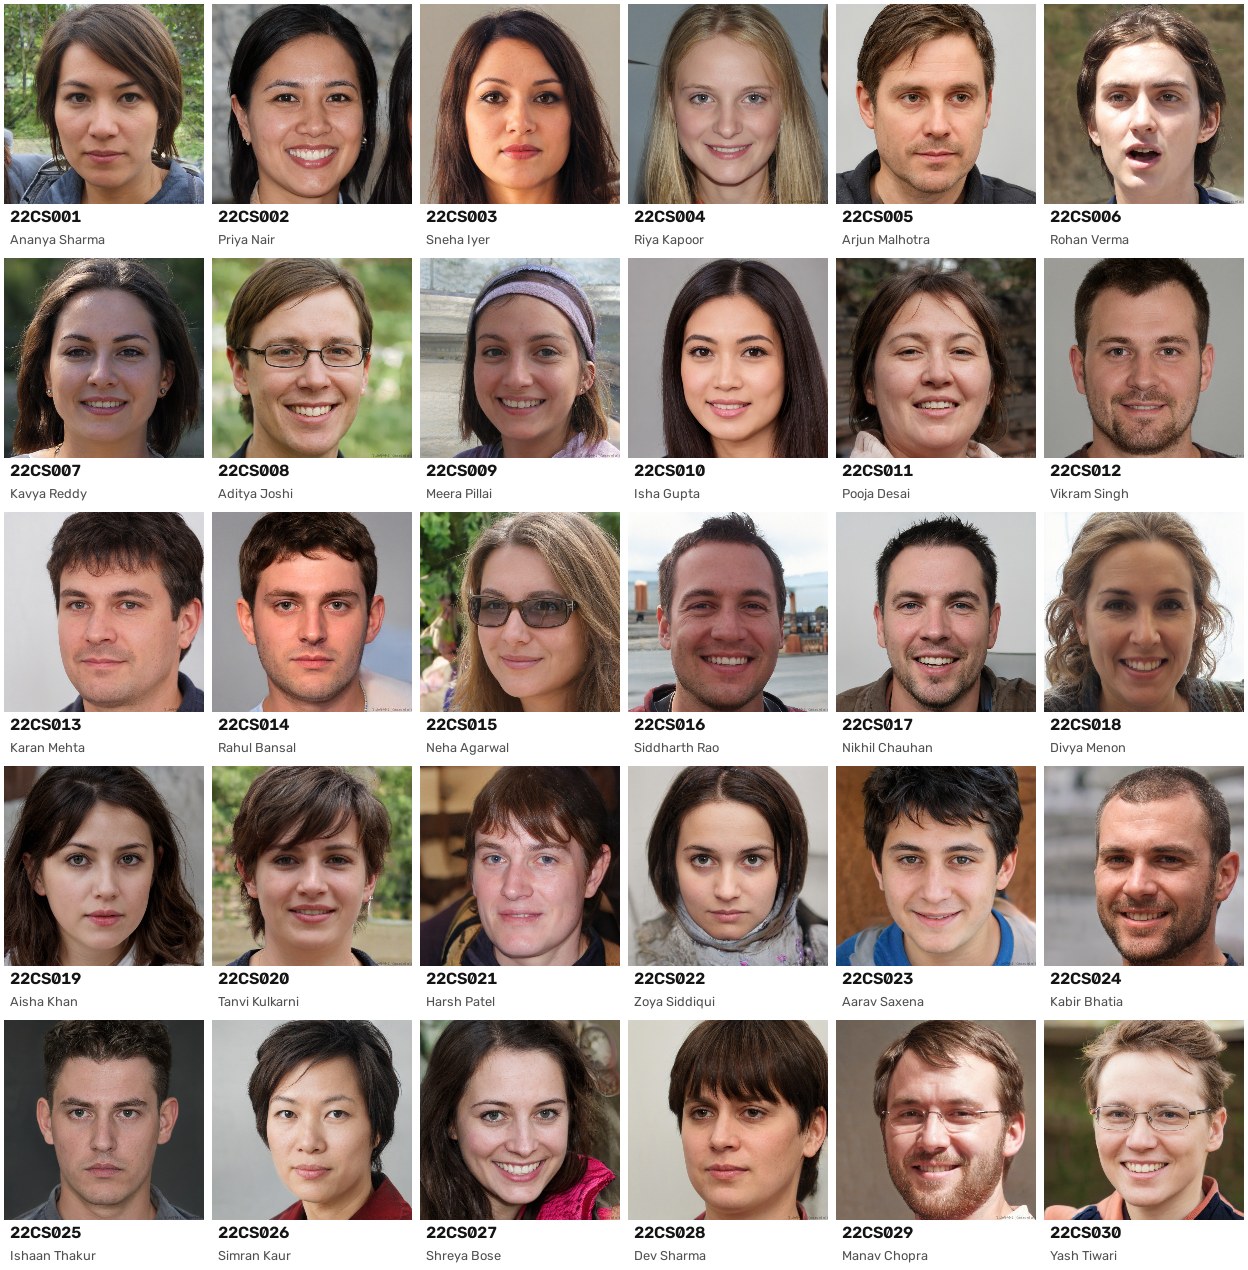 22CS001 22CS002 22CS003 22CS004 22CS005 22CS006
Ananya Sharma Priya Nair Sneha Iyer Riya Kapoor Arjun Malhotra Rohan Verma
22CS007 22CS008 22CS009 22CS010 22CS011 22CS012
Kavya Reddy Aditya Joshi Meera Pillai Isha Gupta Pooja Desai Vikram Singh
22CS013 22CS014 22CS015 22CS016 22CS017 22CS018
Karan Mehta Rahul Bansal Neha Agarwal Siddharth Rao Nikhil Chauhan Divya Menon
22CS019 22CS020 22CS021 22CS022 22CS023 22CS024
Aisha Khan Tanvi Kulkarni Harsh Patel Zoya Siddiqui Aarav Saxena Kabir Bhatia
22CS025 22CS026 22CS027 22CS028 22CS029 22CS030
Ishaan Thakur Simran Kaur Shreya Bose Dev Sharma Manav Chopra Yash Tiwari